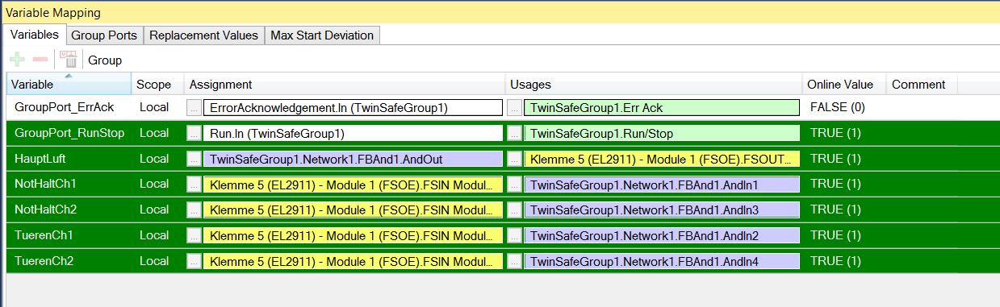 Variable Mapping
Variables Group Ports Replacement Values Max Start Deviation
Group
Variable Scope Assignment Usages Online Value Comment
GroupPort_ErrAck Local ... ErrorAcknowledgement.In (TwinSafeGroup1) ... TwinSafeGroup1.Err Ack FALSE (0)
GroupPort_RunStop Local ... Run.In (TwinSafeGroup1) ... TwinSafeGroup1.Run/Stop TRUE (1)
HauptLuft Local ... TwinSafeGroup1.Network1.FBAnd1.AndOut ... Klemme 5 (EL2911) - Module 1 (FSOE).FSOUT... TRUE (1)
NotHaltCh1 Local ... Klemme 5 (EL2911) - Module 1 (FSOE).FSIN Modul... ... TwinSafeGroup1.Network1.FBAnd1.AndIn1 TRUE (1)
NotHaltCh2 Local ... Klemme 5 (EL2911) - Module 1 (FSOE).FSIN Modul... ... TwinSafeGroup1.Network1.FBAnd1.AndIn3 TRUE (1)
TuerenCh1 Local ... Klemme 5 (EL2911) - Module 1 (FSOE).FSIN Modul... ... TwinSafeGroup1.Network1.FBAnd1.AndIn2 TRUE (1)
TuerenCh2 Local ... Klemme 5 (EL2911) - Module 1 (FSOE).FSIN Modul... ... TwinSafeGroup1.Network1.FBAnd1.AndIn4 TRUE (1)